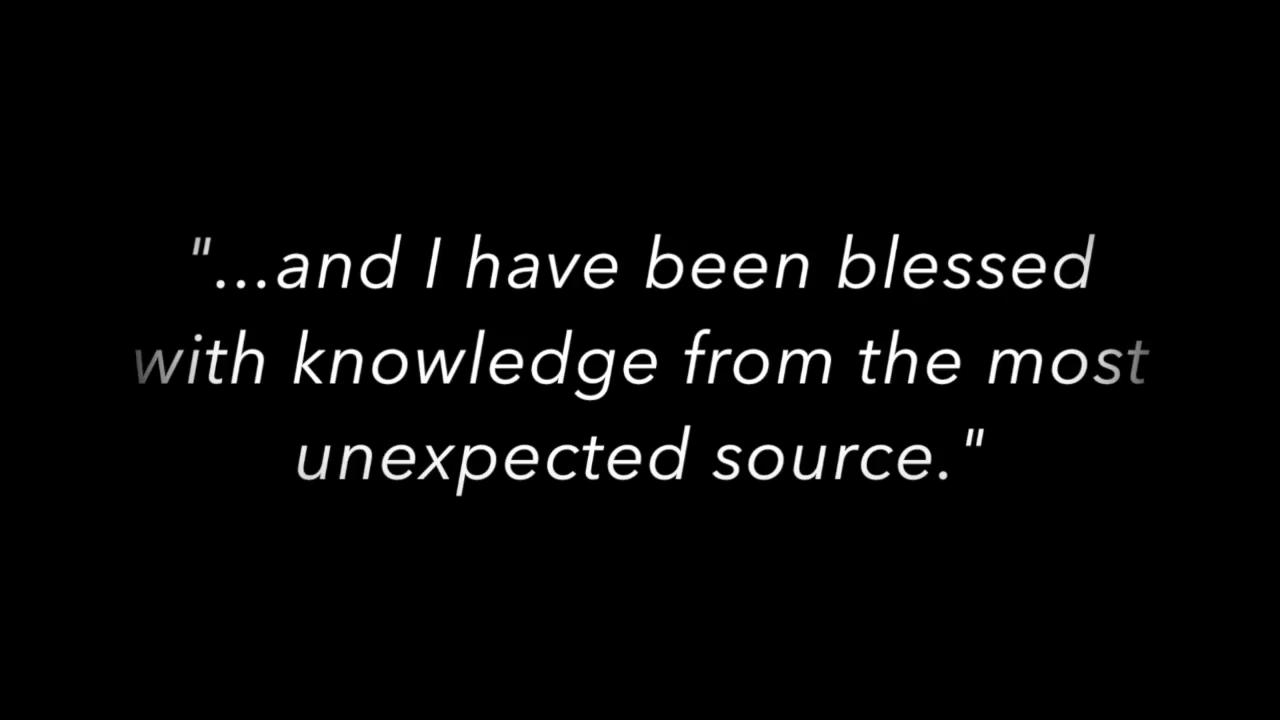 "...and I have been blessed
with knowledge from the most
unexpected source."